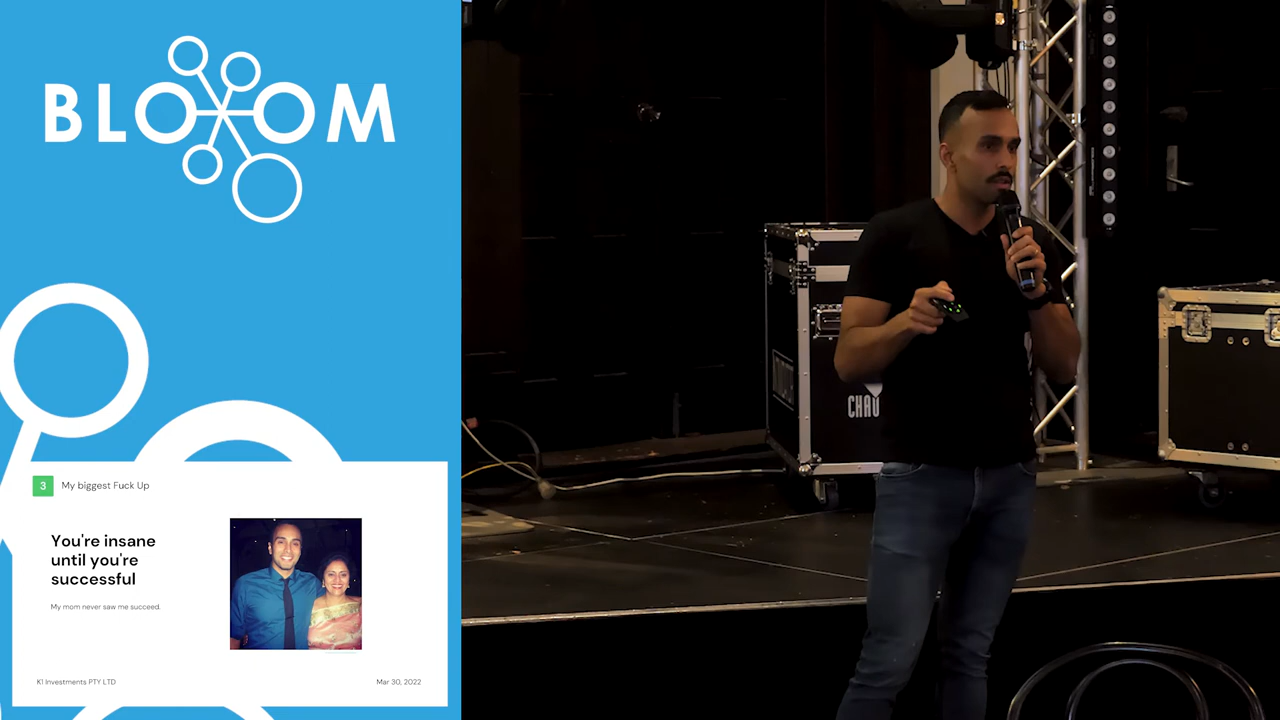 BLOOM
3 My biggest Fuck Up
You're insane
until you're
successful
My mom never saw me succeed.
K1 Investments PTY LTD
Mar 30, 2022
CHAU